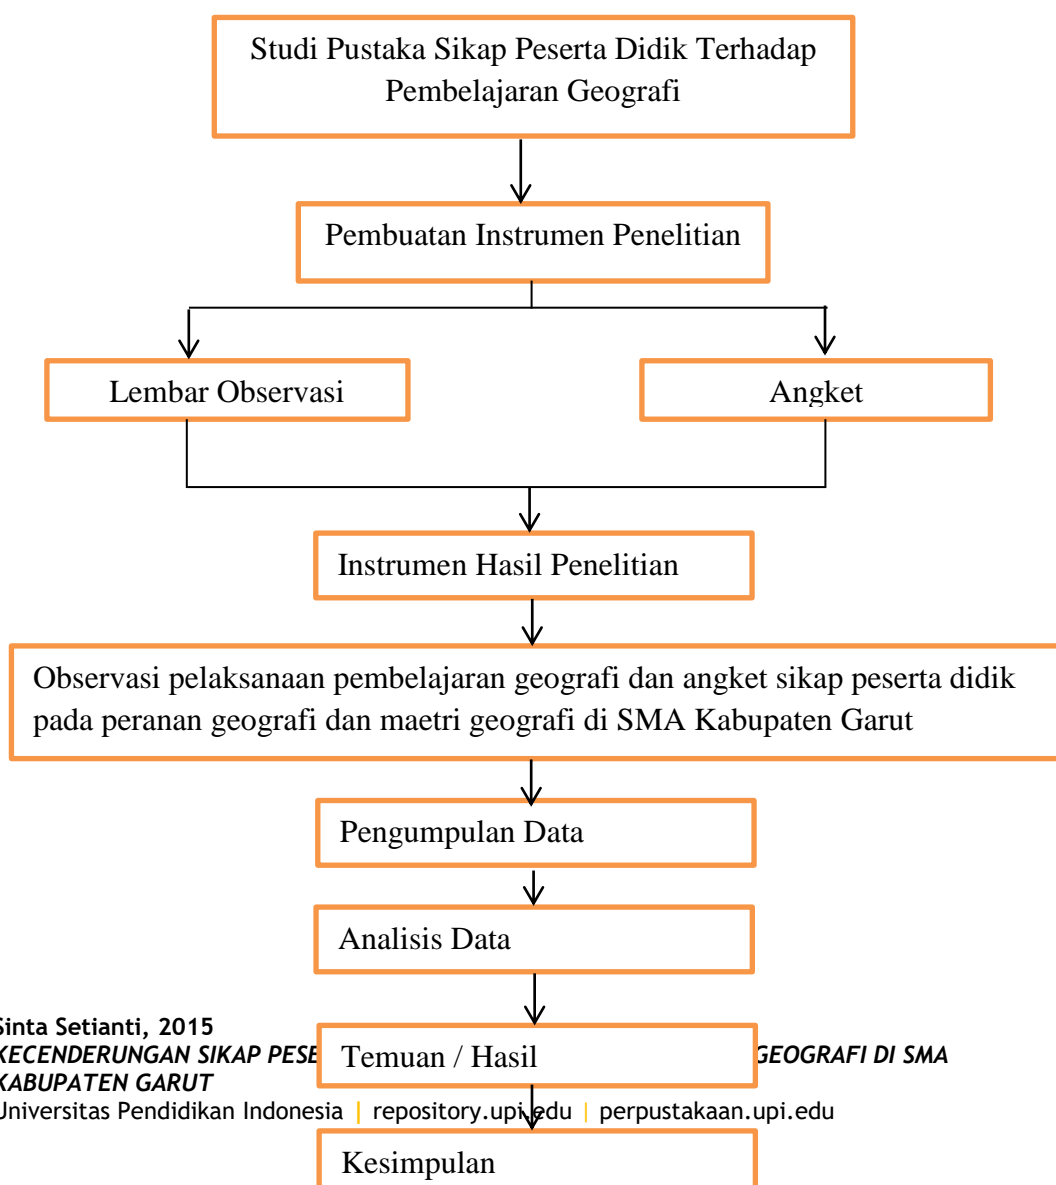 Studi Pustaka Sikap Peserta Didik Terhadap
Pembelajaran Geografi
Pembuatan Instrumen Penelitian
Lembar Observasi
Angket
Instrumen Hasil Penelitian
Observasi pelaksanaan pembelajaran geografi dan angket sikap peserta didik
pada peranan geografi dan maetri geografi di SMA Kabupaten Garut
Pengumpulan Data
Analisis Data
Temuan / Hasil
Kesimpulan
Sinta Setianti, 2015
KECENDERUNGAN SIKAP GEOGRAFI DI SMA
KABUPATEN GARUT
Universitas Pendidikan Indonesia | repository.upi.edu | perpustakaan.upi.edu